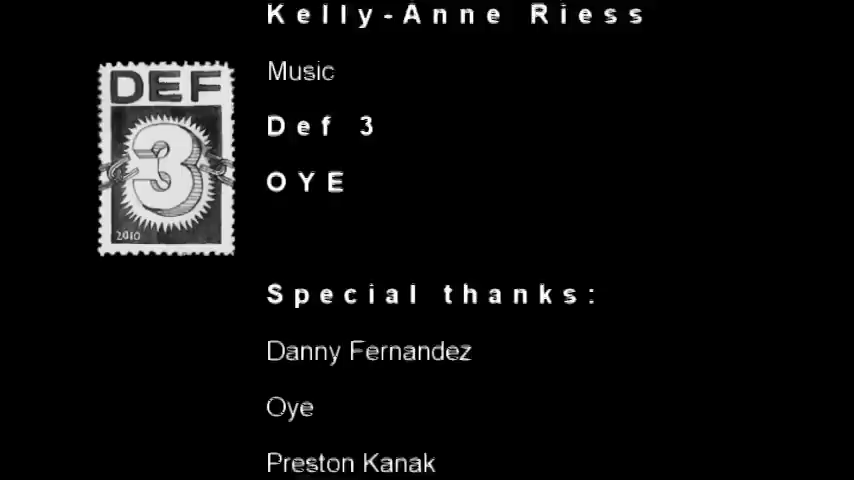 Kelly-Anne Riess
Music
DEF
3
2010
Def 3
OYE
Special thanks:
Danny Fernandez
Oye
Preston Kanak